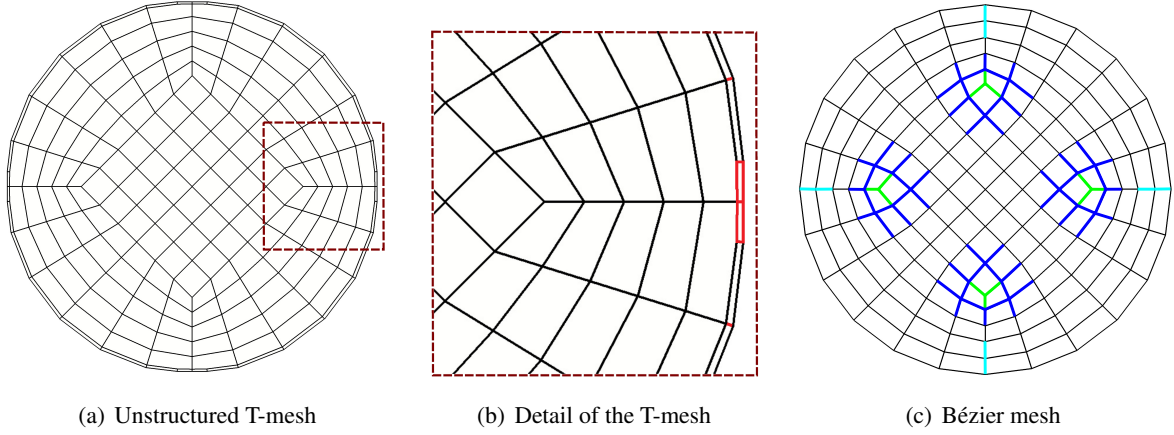 (a) Unstructured T-mesh
(b) Detail of the T-mesh
(c) Bézier mesh